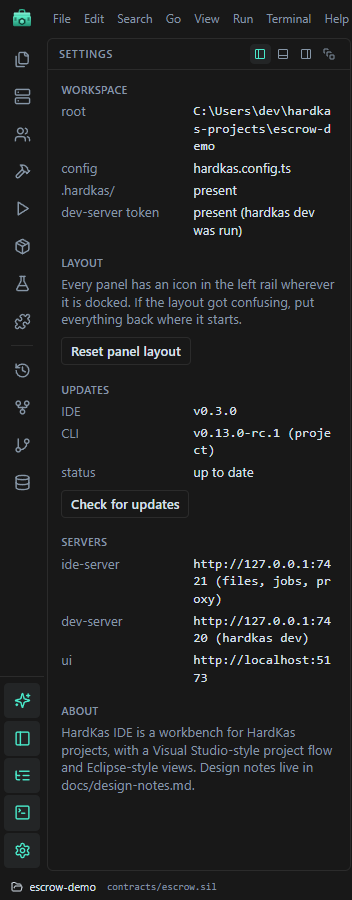 File Edit Search Go View Run Terminal Help
SETTINGS
WORKSPACE
root C:\Users\dev\hardka
s-projects\escrow-d
emo
config hardkas.config.ts
.hardkas/ present
dev-server token present (hardkas dev
was run)
LAYOUT
Every panel has an icon in the left rail wherever
it is docked. If the layout got confusing, put
everything back where it starts.
Reset panel layout
UPDATES
IDE v0.3.0
CLI v0.13.0-rc.1 (proje
ct)
status up to date
Check for updates
SERVERS
ide-server http://127.0.0.1:74
21 (files, jobs, pr
oxy)
dev-server http://127.0.0.1:74
20 (hardkas dev)
ui http://localhost:51
73
ABOUT
HardKas IDE is a workbench for HardKas
projects, with a Visual Studio-style project flow
and Eclipse-style views. Design notes live in
docs/design-notes.md.
escrow-demo contracts/escrow.sil